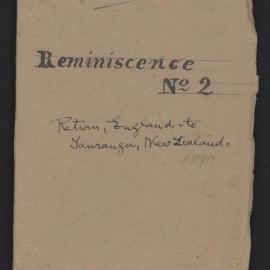 Reminiscence
No 2
Return, England to
Tauranga, New Zealand.
1890